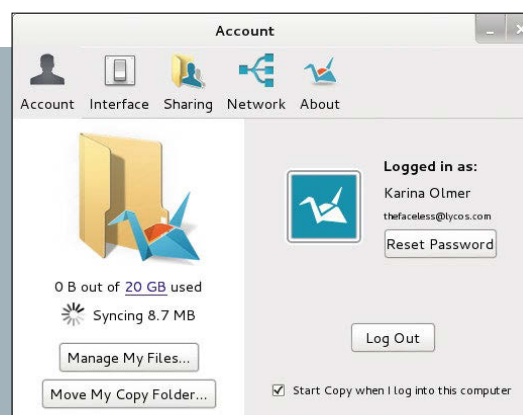 Account
Account Interface Sharing Network About
Logged in as:
Karina Olmer
thefaceless@lycos.com
Reset Password
0 B out of 20 GB used
Syncing 8.7 MB
Log Out
Manage My Files...
Move My Copy Folder...
Start Copy when I log into this computer